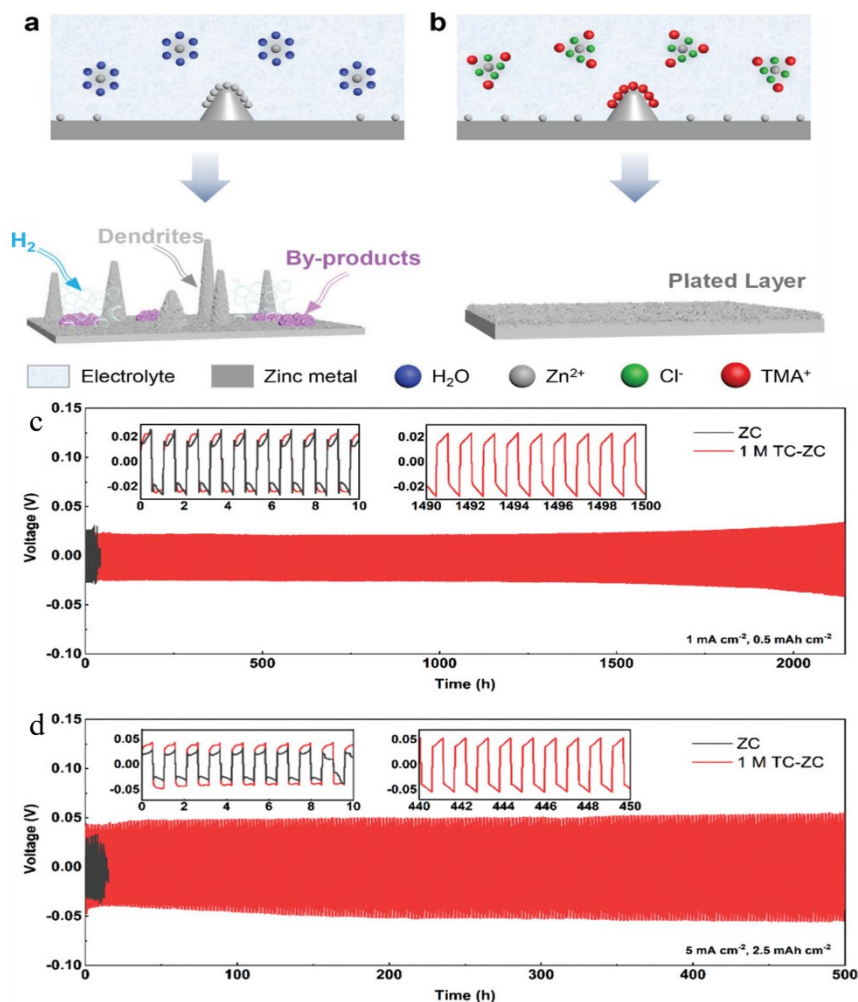 a
b
H₂
Dendrites
By-products
Plated Layer
Electrolyte Zinc metal H₂O Zn²⁺ Cl⁻ TMA⁺
c
0.15
0.10
0.05
0.00
-0.05
-0.10
Voltage (V)
0.02
0.00
-0.02
0 2 4 6 8 10
0.02
0.00
-0.02
1490 1492 1494 1496 1498 1500
ZC
1 M TC-ZC
1 mA cm⁻², 0.5 mAh cm⁻²
0 500 1000 1500 2000
Time (h)
d
0.15
0.10
0.05
0.00
-0.05
-0.10
Voltage (V)
0.05
0.00
-0.05
0 2 4 6 8 10
0.05
0.00
-0.05
440 442 444 446 448 450
ZC
1 M TC-ZC
5 mA cm⁻², 2.5 mAh cm⁻²
0 100 200 300 400 500
Time (h)